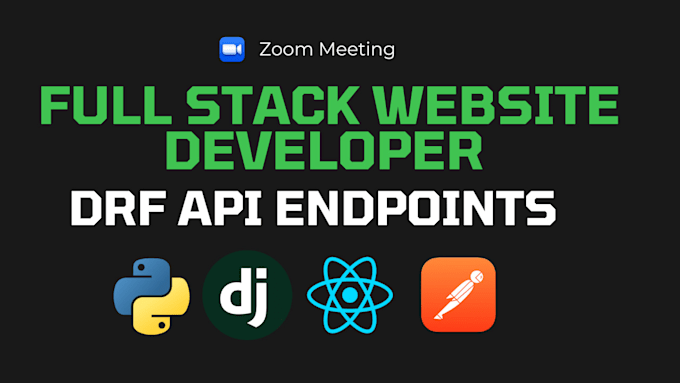 Zoom Meeting
FULL STACK WEBSITE
DEVELOPER
DRF API ENDPOINTS
dj